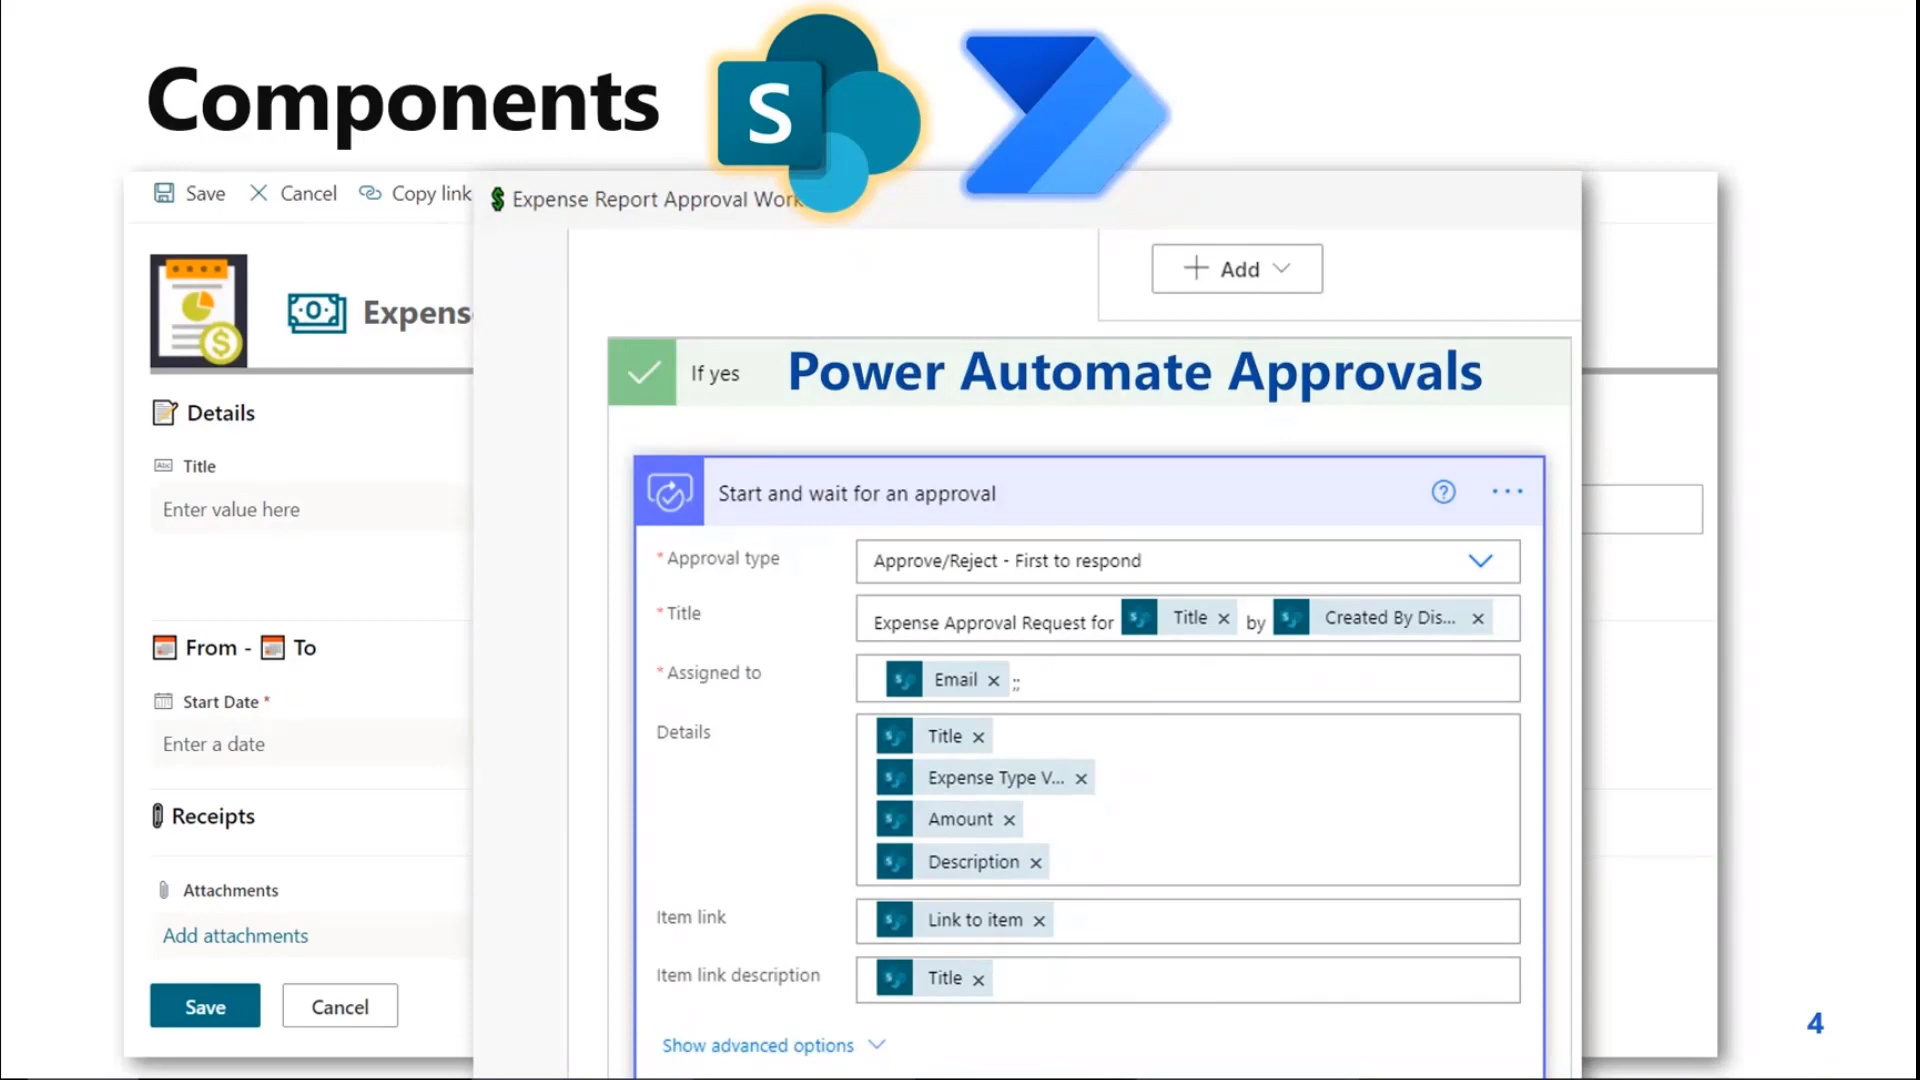 Components
S
Save
Cancel
Copy link
Expense Report Approval Work
Add
Expens
If yes
Power Automate Approvals
Details
Title
Enter value here
Start and wait for an approval
? ...
* Approval type
Approve/Reject - First to respond
* Title
Expense Approval Request for Title × by Created By Dis... ×
From - To
* Assigned to
Email × ;;
Start Date *
Enter a date
Details
Title ×
Expense Type V... ×
Amount ×
Description ×
Receipts
Attachments
Add attachments
Item link
Link to item ×
Item link description
Title ×
Save
Cancel
Show advanced options
4